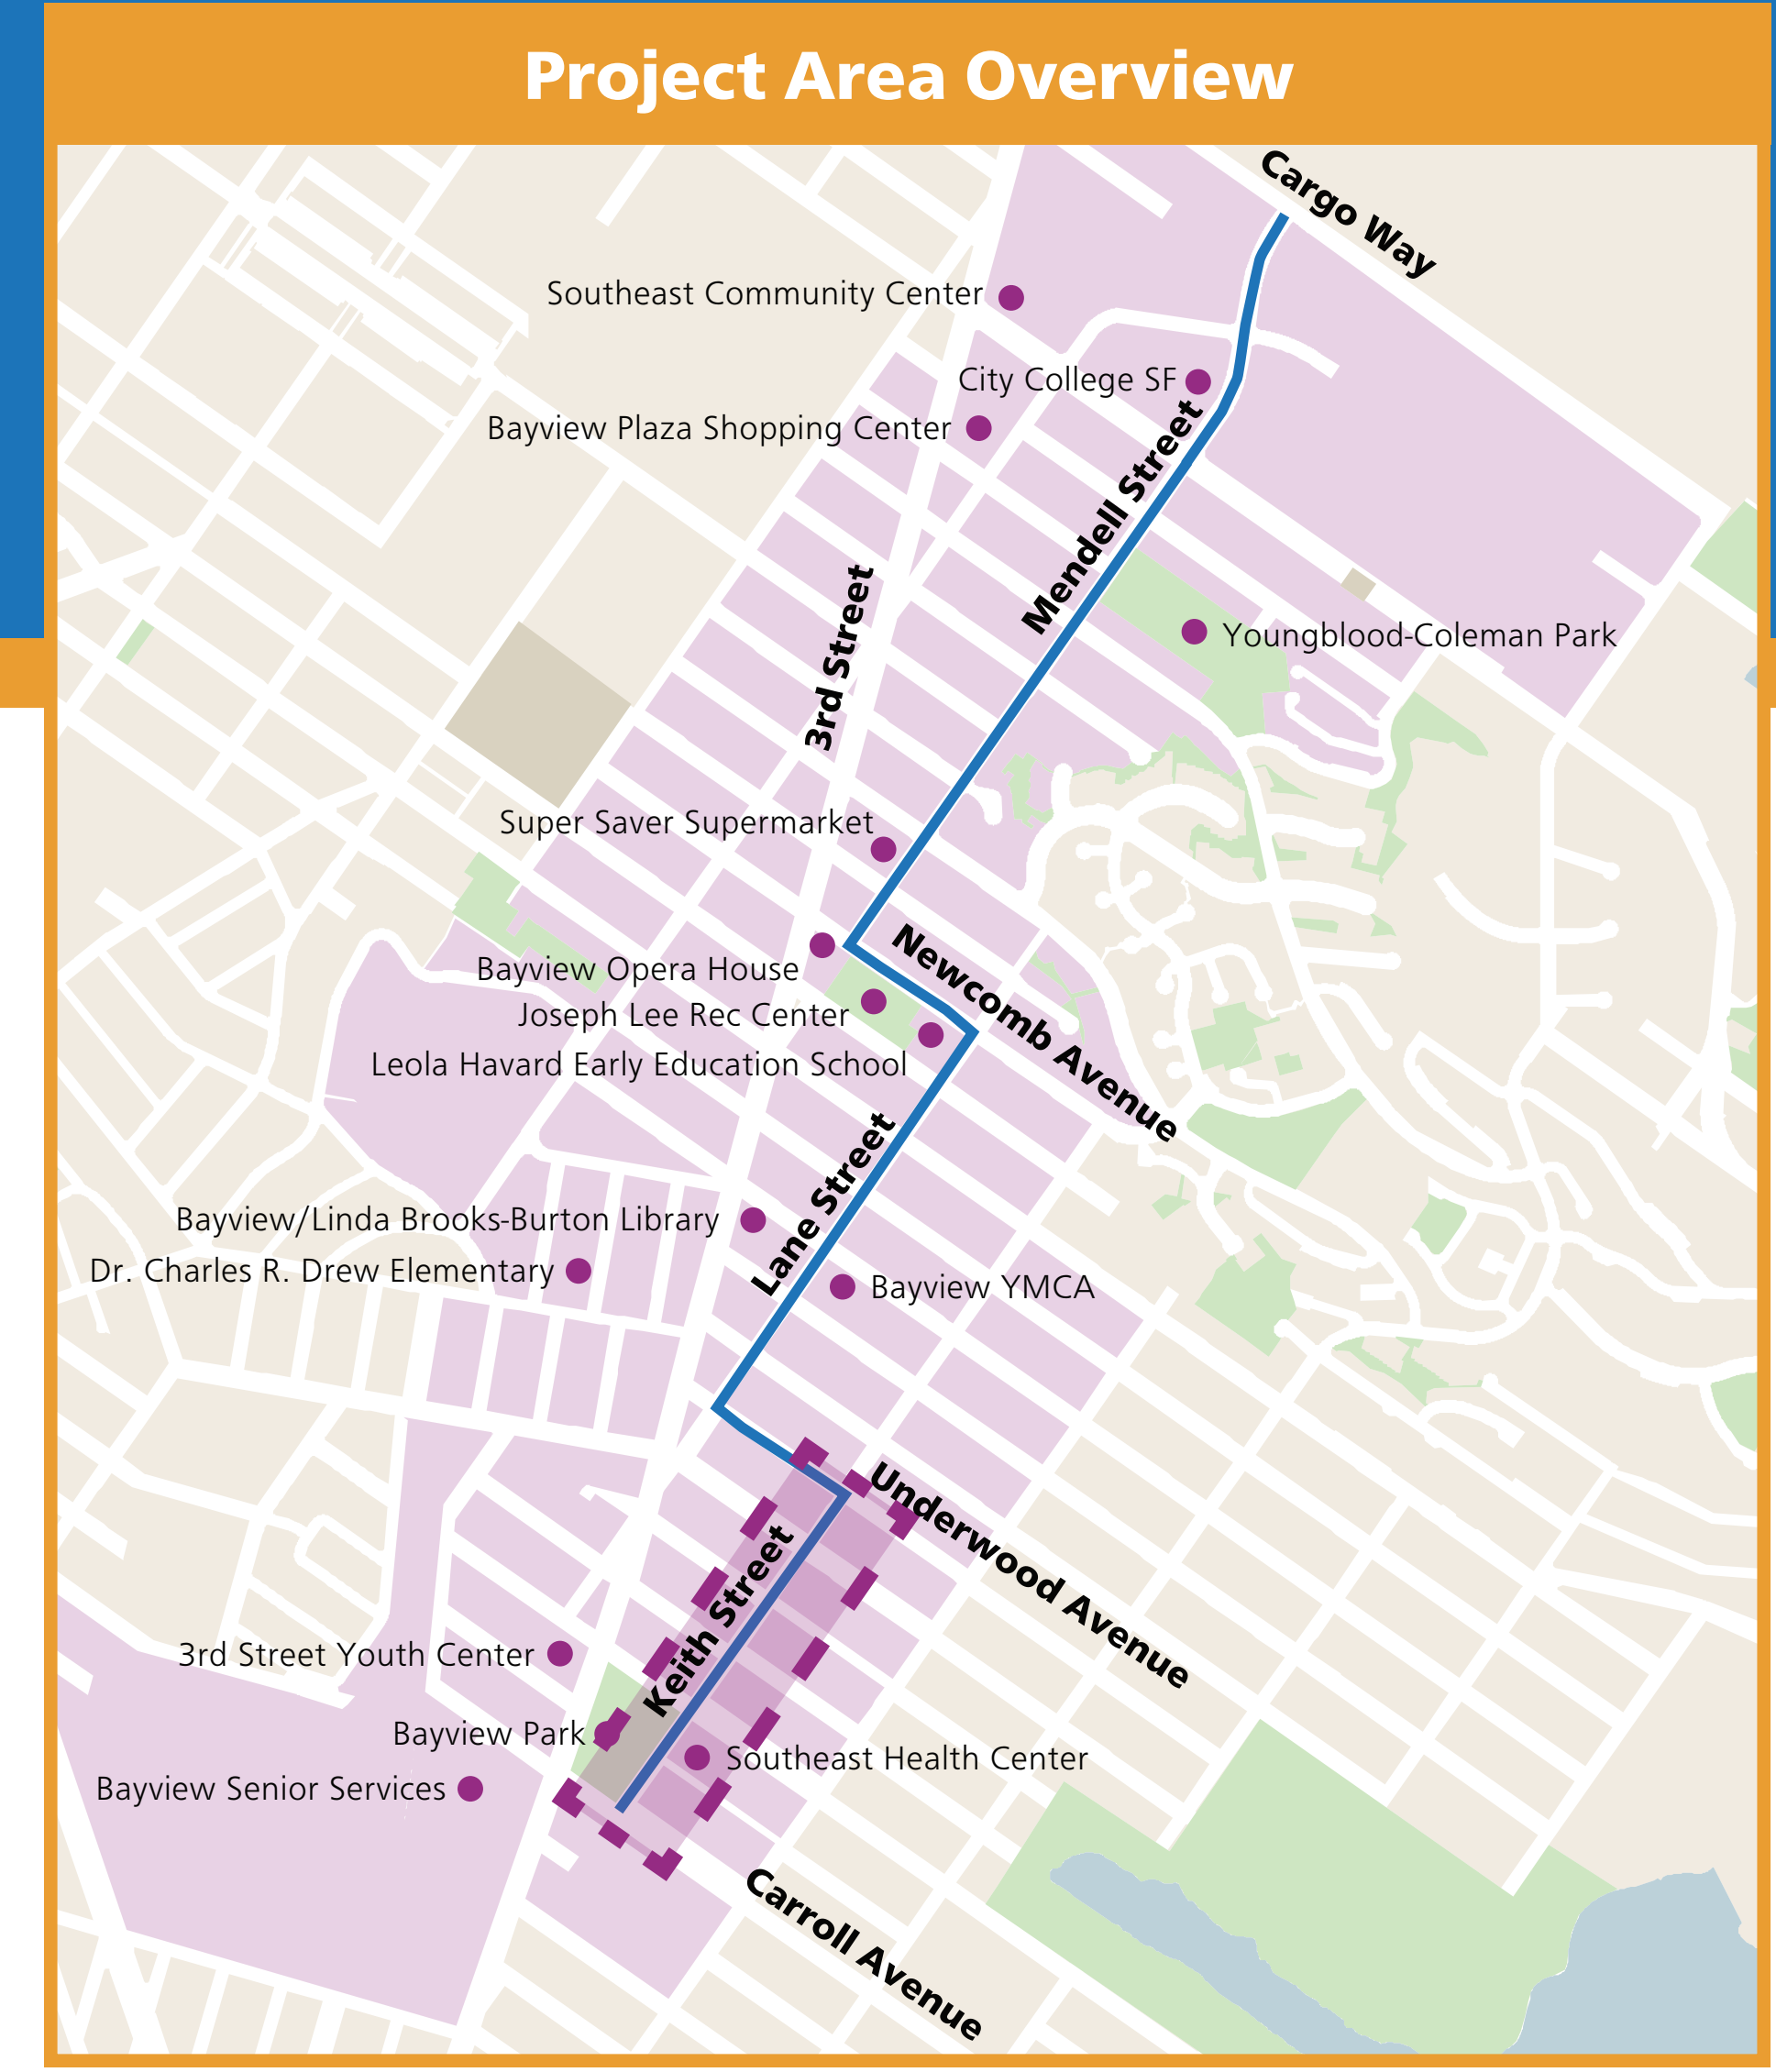 Project Area Overview
Cargo Way
Southeast Community Center
City College SF
Bayview Plaza Shopping Center
Mendell Street
3rd Street
Youngblood-Coleman Park
Super Saver Supermarket
Newcomb Avenue
Bayview Opera House
Joseph Lee Rec Center
Leola Havard Early Education School
Lane Street
Bayview/Linda Brooks-Burton Library
Dr. Charles R. Drew Elementary
Bayview YMCA
Underwood Avenue
Keith Street
3rd Street Youth Center
Bayview Park
Southeast Health Center
Bayview Senior Services
Carroll Avenue